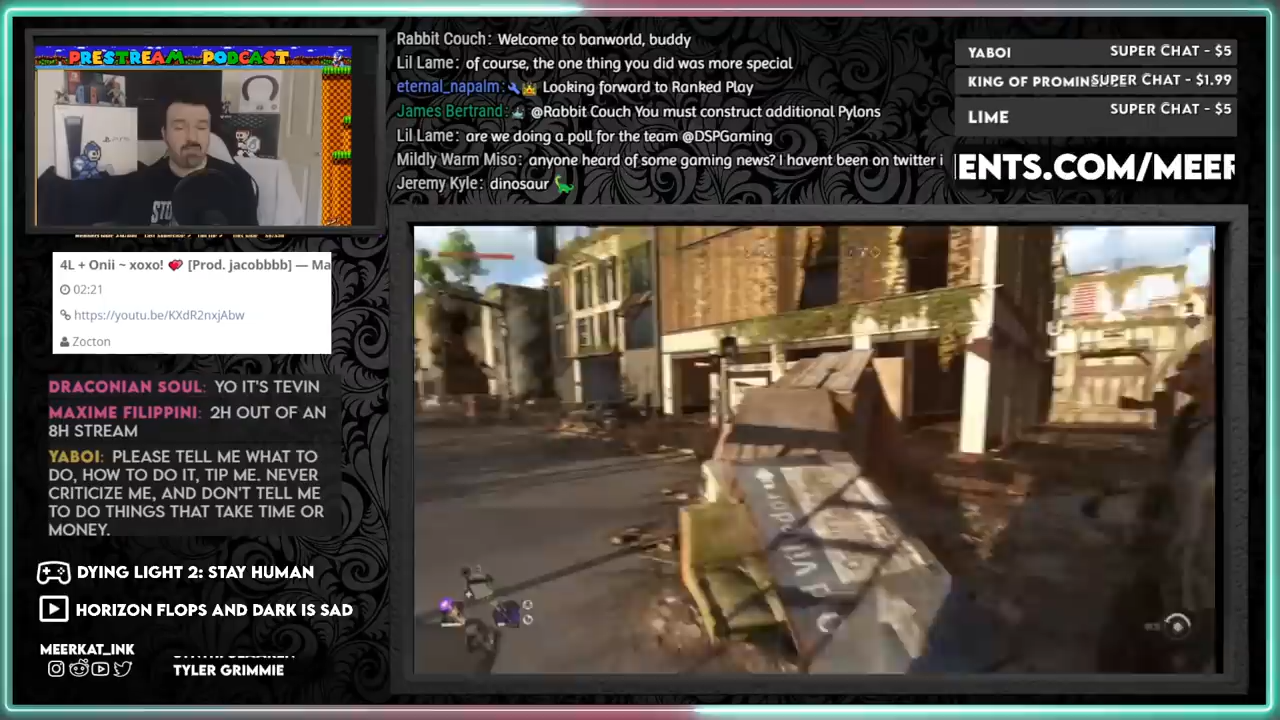 PRESTREAM PODCAST
4L + Onii ~ xoxo! 💕 [Prod. jacobbbb] — Ma
02:21
https://youtu.be/KXdR2nxjAbw
Zocton
DRACONIAN SOUL: YO IT'S TEVIN
MAXIME FILIPPINI: 2H OUT OF AN
8H STREAM
YABOI: PLEASE TELL ME WHAT TO
DO, HOW TO DO IT, TIP ME. NEVER
CRITICIZE ME, AND DON'T TELL ME
TO DO THINGS THAT TAKE TIME OR
MONEY.
DYING LIGHT 2: STAY HUMAN
HORIZON FLOPS AND DARK IS SAD
MEERKAT_INK
TYLER GRIMMIE
Rabbit Couch: Welcome to banworld, buddy
Lil Lame: of course, the one thing you did was more special
eternal_napalm: 🔧👑 Looking forward to Ranked Play
James Bertrand: @Rabbit Couch You must construct additional Pylons
Lil Lame: are we doing a poll for the team @DSPGaming
Mildly Warm Miso: anyone heard of some gaming news? I havent been on twitter i
Jeremy Kyle: dinosaur 🦕
YABOI SUPER CHAT - $5
KING OF PROMINS SUPER CHAT - $1.99
LIME SUPER CHAT - $5
ENTS.COM/MEER